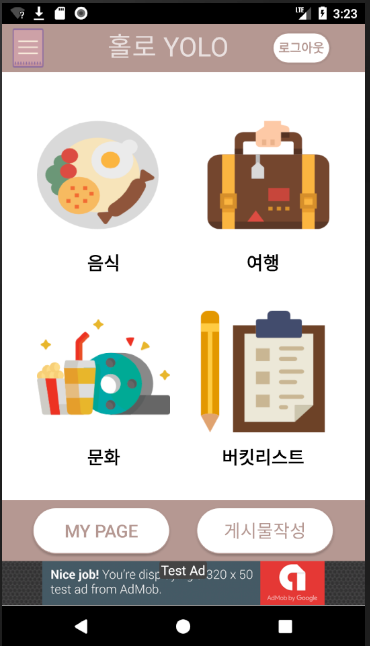 LTE 3:23
홀로 YOLO
로그아웃
음식
여행
문화
버킷리스트
MY PAGE
게시물작성
Test Ad
Nice job! You're displaying 320 x 50
test ad from AdMob.
AdMob by Google